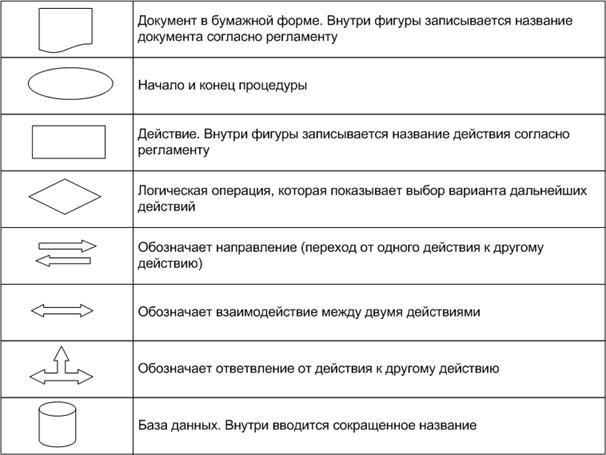 Документ в бумажной форме. Внутри фигуры записывается название
документа согласно регламенту
Начало и конец процедуры
Действие. Внутри фигуры записывается название действия согласно
регламенту
Логическая операция, которая показывает выбор варианта дальнейших
действий
Обозначает направление (переход от одного действия к другому
действию)
Обозначает взаимодействие между двумя действиями
Обозначает ответвление от действия к другому действию
База данных. Внутри вводится сокращенное название